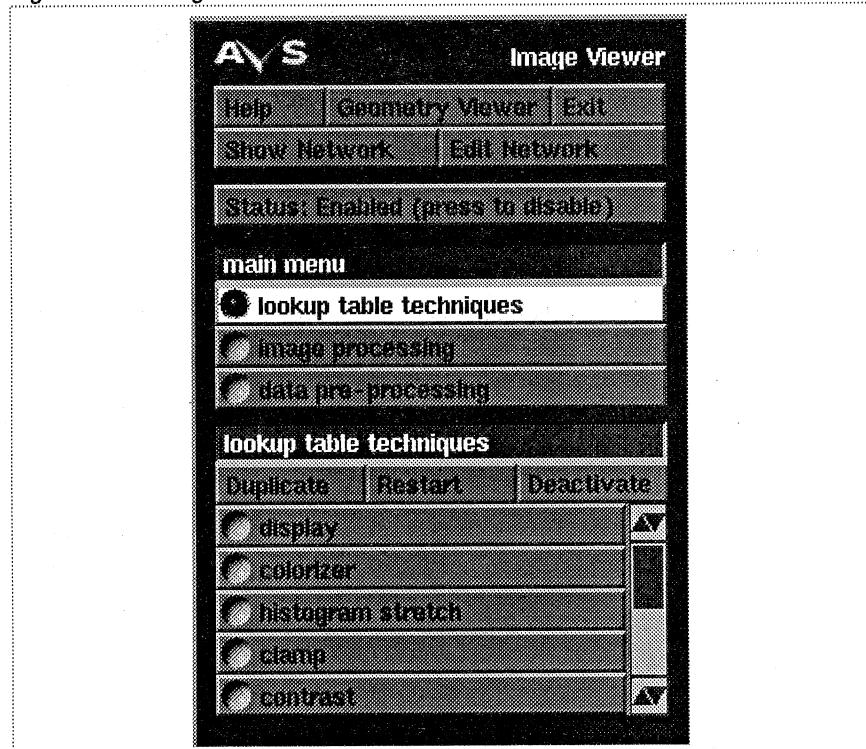 AVS Image Viewer
Help Geometry Viewer Exit
Show Network Edit Network
Status: Enabled (press to disable)
main menu
lookup table techniques
image processing
data pre-processing
lookup table techniques
Duplicate Restart Deactivate
display
colorizer
histogram stretch
clamp
contrast